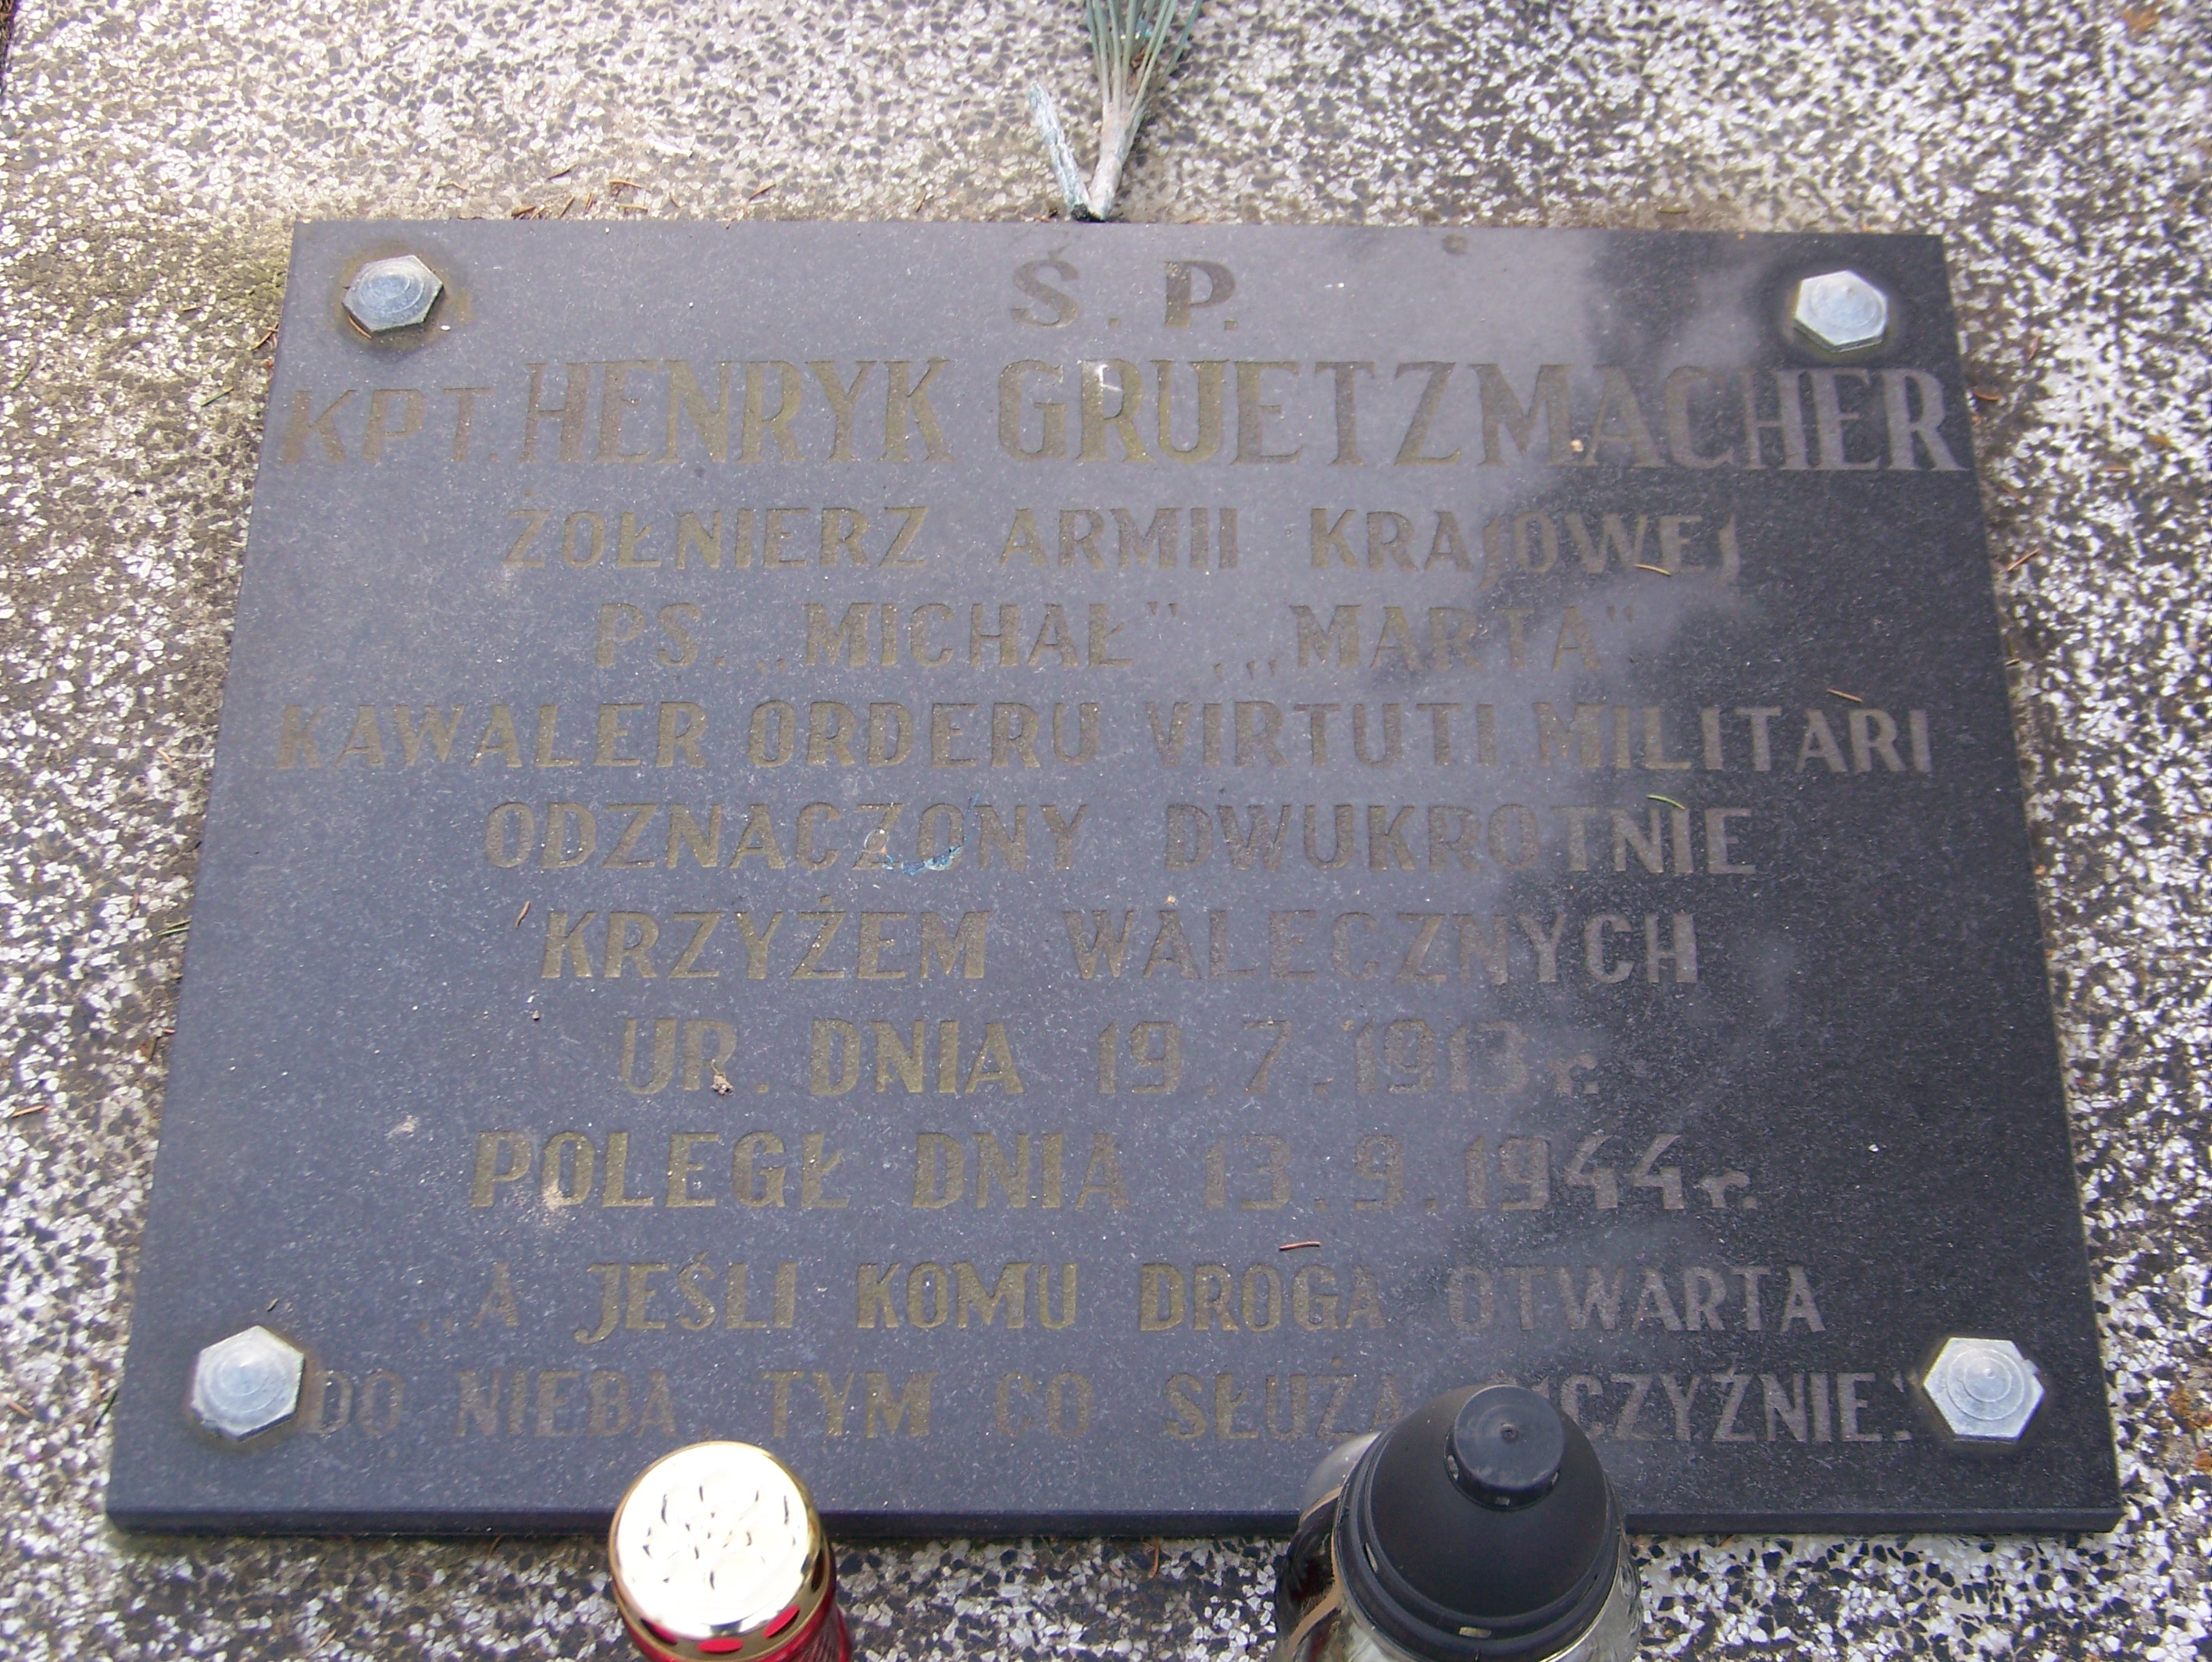 Ś. P.
KPT. HENRYK GRUETZMACHER
ŻOŁNIERZ ARMII KRAJOWEJ
PS. „MICHAŁ” , „MARTA”
KAWALER ORDERU VIRTUTI MILITARI
ODZNACZONY DWUKROTNIE
KRZYŻEM WALECZNYCH
UR. DNIA 19.7.1913 r.
POLEGŁ DNIA 13.9.1944 r.
„A JEŚLI KOMU DROGA OTWARTA
DO NIEBA, TYM CO SŁUŻĄ